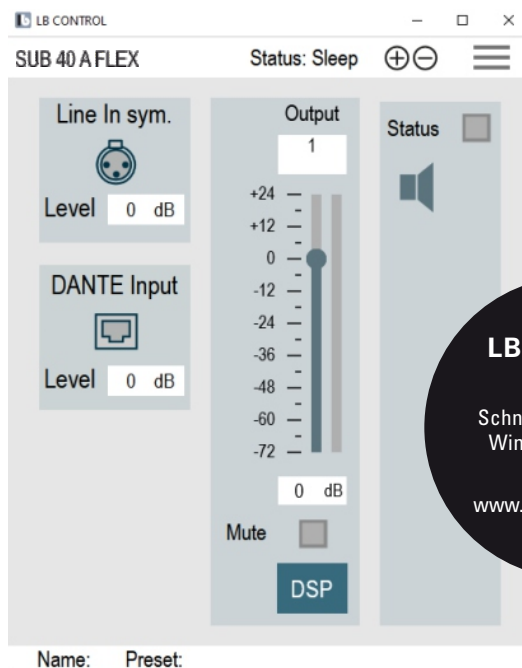 LB CONTROL
SUB 40 A FLEX Status: Sleep
Line In sym.
Level 0 dB
DANTE Input
Level 0 dB
Output
1
+24
+12
0
-12
-24
-36
-48
-60
-72
0 dB
Mute
DSP
Status
LB
www.
Name: Preset: